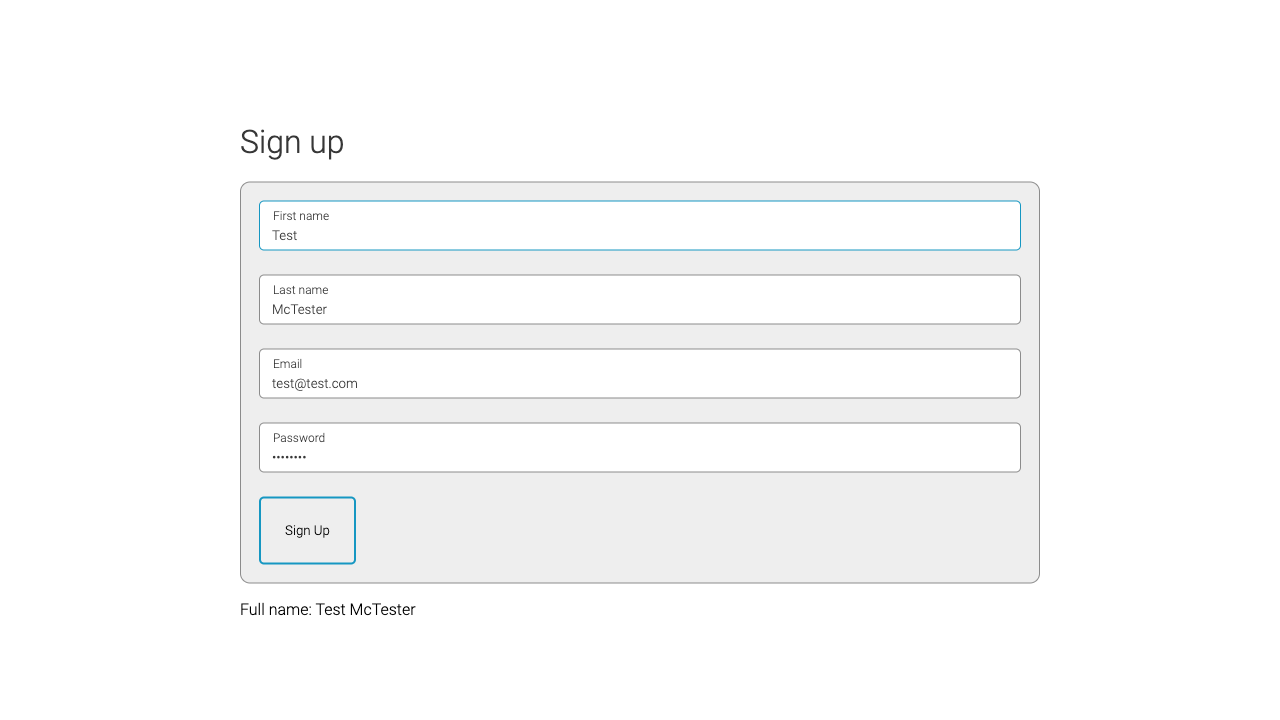 Sign up
First name
Test
Last name
McTester
Email
test@test.com
Password
••••••••
Sign Up
Full name: Test McTester